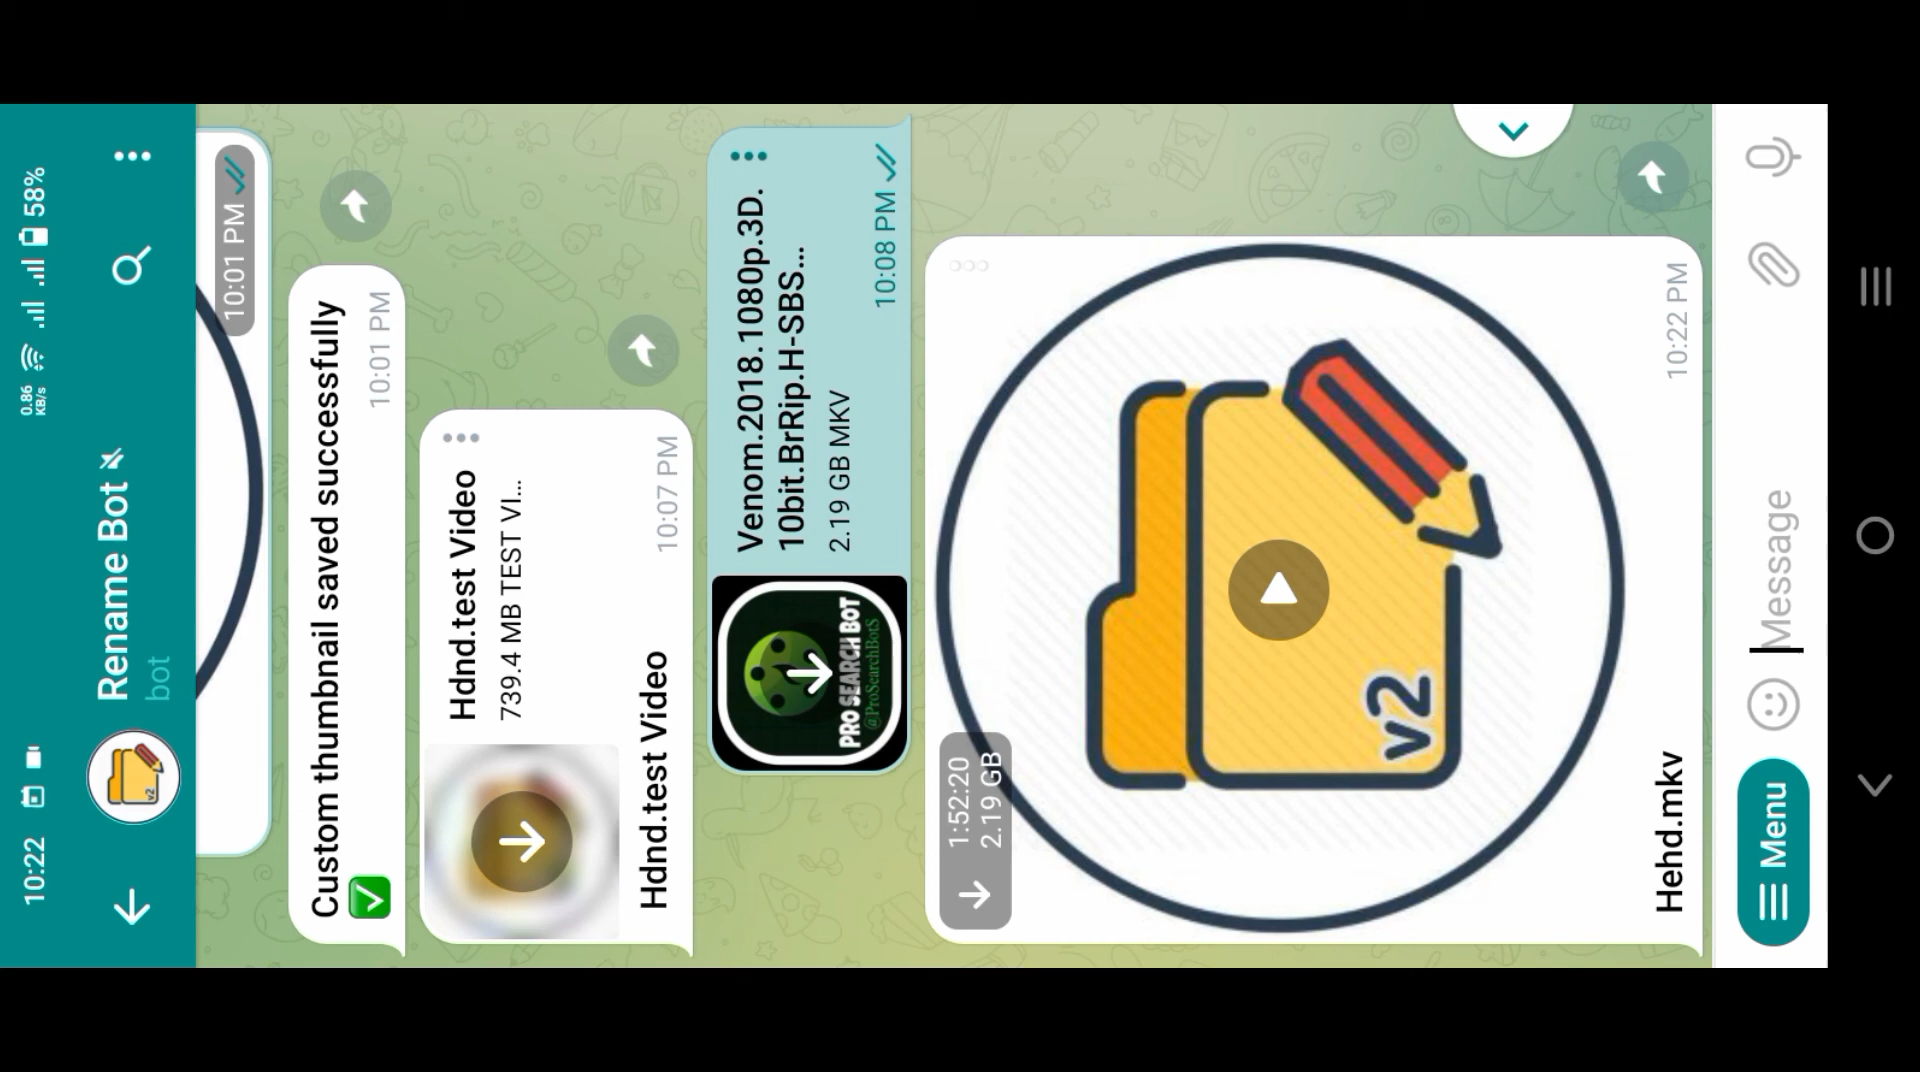 10:22
0.86
KB/s
58%
Rename Bot
bot
10:01 PM
Custom thumbnail saved successfully
10:01 PM
Hdnd.test Video
739.4 MB TEST VI...
Hdnd.test Video
10:07 PM
PRO SEARCH BOT
@ProSearchBotS
Venom.2018.1080p.3D.
10bit.BrRip.H-SBS...
2.19 GB MKV
10:08 PM
1:52:20
2.19 GB
v2
Hehd.mkv
10:22 PM
Menu
Message